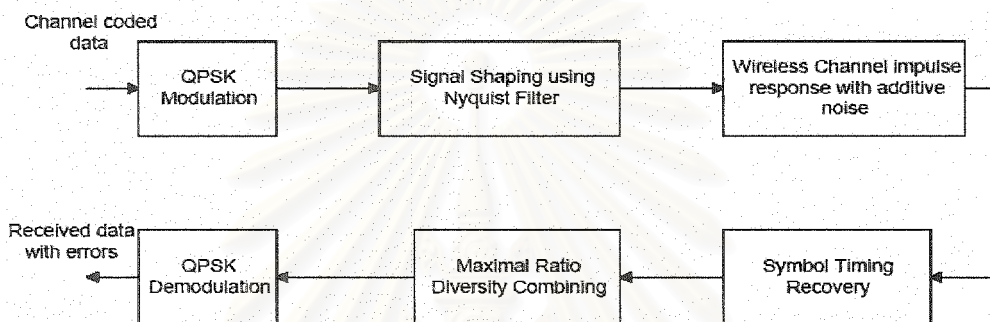 Channel coded
data
QPSK
Modulation
Signal Shaping using
Nyquist Filter
Wireless Channel impulse
response with additive
noise
Received data
with errors
QPSK
Demodulation
Maximal Ratio
Diversity Combining
Symbol Timing
Recovery